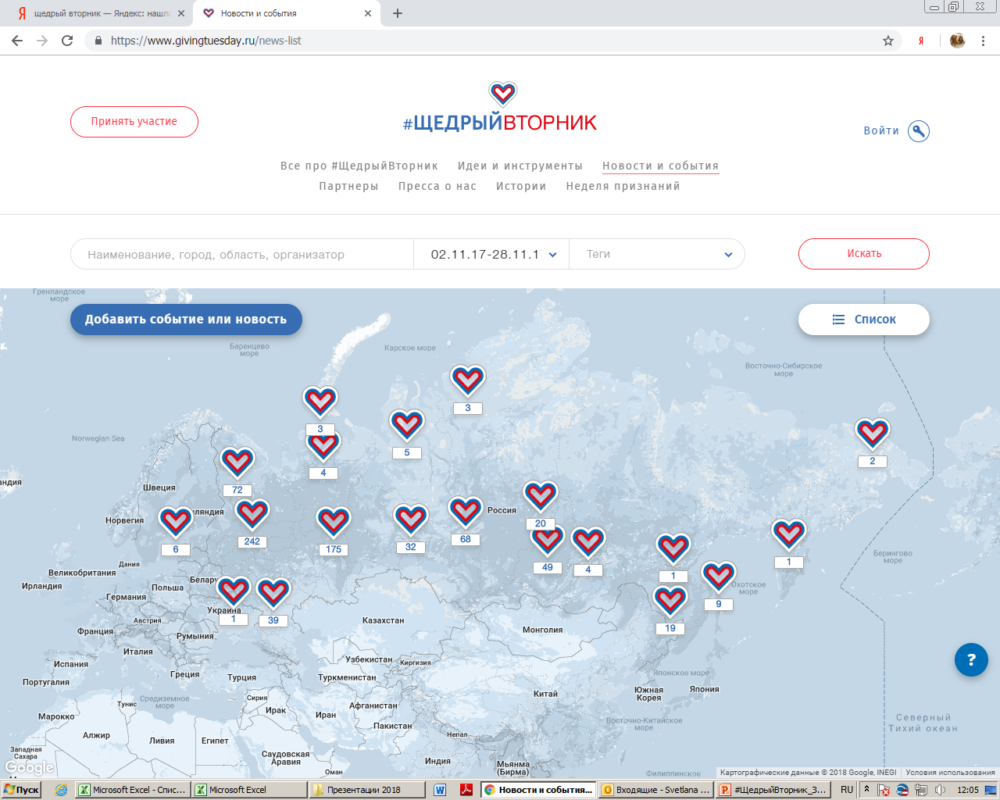 щедрый вторник — Яндекс: нашло
Новости и события
https://www.givingtuesday.ru/news-list
Я
Принять участие
#ЩЕДРЫЙВТОРНИК
Войти
Все про #ЩедрыйВторник
Идеи и инструменты
Новости и события
Партнеры
Пресса о нас
Истории
Неделя признаний
Наименование, город, область, организатор
02.11.17-28.11.1
Теги
Искать
Гренландское
море
Добавить событие или новость
Список
Баренцево
море
Карское море
Восточно-Сибирское
море
3
3
Norwegian Sea
5
4
2
андия
72
Швеция
Норвегия
ляндия
Россия
20
6
242
175
32
68
49
4
1
1
9
19
Берингово
море
Охотское
море
Дания
Великобритания
Ирландия
Польша
Беларус
Германия
Украина
1
39
Австрия
Казахстан
Монголия
Франция
Румыния
Италия
Узбекистан
Киргизия
Испания
Греция
Турция
Туркменистан
Португалия
Японское море
Китай
Южная
Корея
Япония
Средиземное
море
Тунис
Сирия
Ирак
Иран
Афганистан
Марокко
Пакистан
Восточно-Китайское
море
Северный
Тихий океан
Алжир
Ливия
Египет
Непал
Западная
Сахара
Саудовская
Аравия
Индия
Мьянма
(Бирма)
Оман
Филиппинское
?
Google
Картографические данные © 2018 Google, INEGI
Условия использования
Пуск
Microsoft Excel - Спис...
Microsoft Excel
Презентации 2018
Новости и события...
Входящие - Svetlana ...
#ЩедрыйВторник_З...
RU
12:05